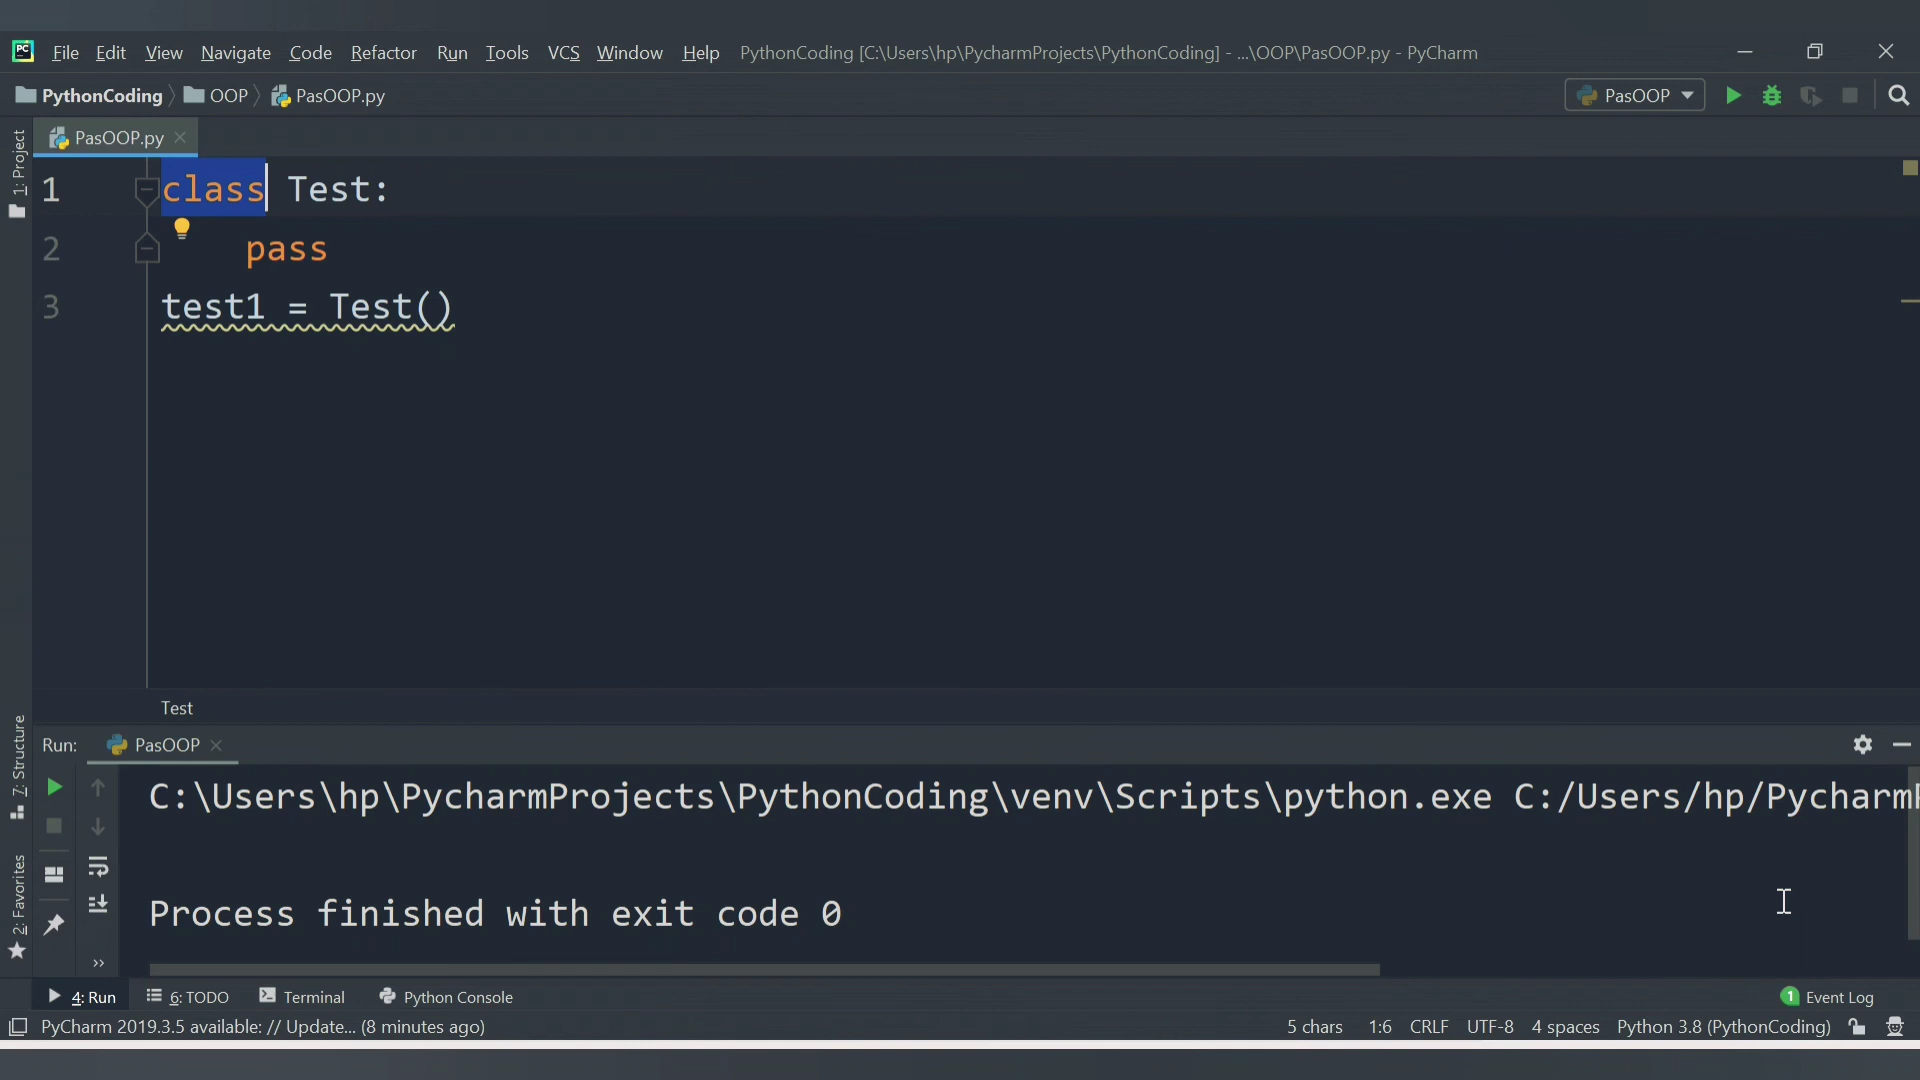 PC File Edit View Navigate Code Refactor Run Tools VCS Window Help PythonCoding [C:\Users\hp\PycharmProjects\PythonCoding] - ...\OOP\PasOOP.py - PyCharm
PythonCoding OOP PasOOP.py PasOOP
PasOOP.py
1: Project
1 class Test:
2 pass
3 test1 = Test()
Test
7: Structure
2: Favorites
Run: PasOOP
C:\Users\hp\PycharmProjects\PythonCoding\venv\Scripts\python.exe C:/Users/hp/Pycharm
Process finished with exit code 0
4: Run 6: TODO Terminal Python Console 1 Event Log
PyCharm 2019.3.5 available: // Update... (8 minutes ago) 5 chars 1:6 CRLF UTF-8 4 spaces Python 3.8 (PythonCoding)